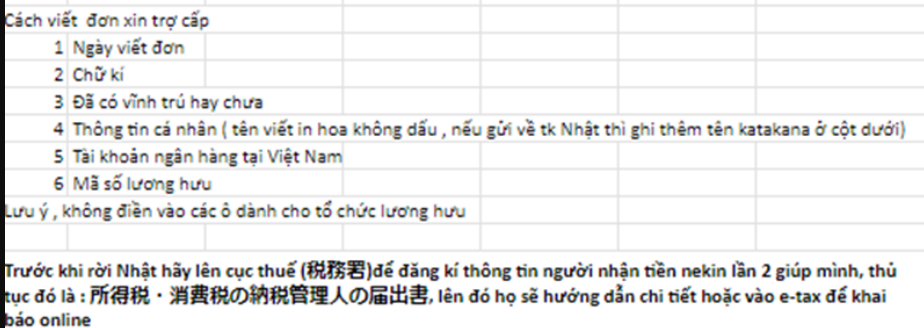 Cách viết đơn xin trợ cấp
1 Ngày viết đơn
2 Chữ kí
3 Đã có vĩnh trú hay chưa
4 Thông tin cá nhân ( tên viết in hoa không dấu , nếu gửi về tk Nhật thì ghi thêm tên katakana ở cột dưới)
5 Tài khoản ngân hàng tại Việt Nam
6 Mã số lương hưu
Lưu ý , không điền vào các ô dành cho tổ chức lương hưu
Trước khi rời Nhật hãy lên cục thuế (税務署)để đăng kí thông tin người nhận tiền nekin lần 2 giúp mình, thủ
tục đó là : 所得税・消費税の納税管理人の届出書, lên đó họ sẽ hướng dẫn chi tiết hoặc vào e-tax để khai
báo online